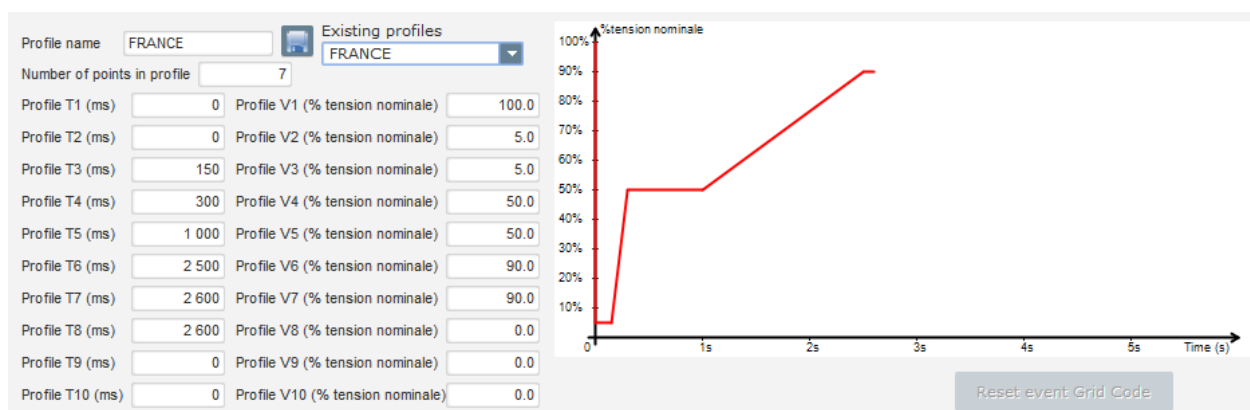 Profile name FRANCE Existing profiles
FRANCE
Number of points in profile 7
Profile T1 (ms) 0 Profile V1 (% tension nominale) 100.0
Profile T2 (ms) 0 Profile V2 (% tension nominale) 5.0
Profile T3 (ms) 150 Profile V3 (% tension nominale) 5.0
Profile T4 (ms) 300 Profile V4 (% tension nominale) 50.0
Profile T5 (ms) 1 000 Profile V5 (% tension nominale) 50.0
Profile T6 (ms) 2 500 Profile V6 (% tension nominale) 90.0
Profile T7 (ms) 2 600 Profile V7 (% tension nominale) 90.0
Profile T8 (ms) 2 600 Profile V8 (% tension nominale) 0.0
Profile T9 (ms) 0 Profile V9 (% tension nominale) 0.0
Profile T10 (ms) 0 Profile V10 (% tension nominale) 0.0
%tension nominale
100%
90%
80%
70%
60%
50%
40%
30%
20%
10%
0 1s 2s 3s 4s 5s Time (s)
Reset event Grid Code